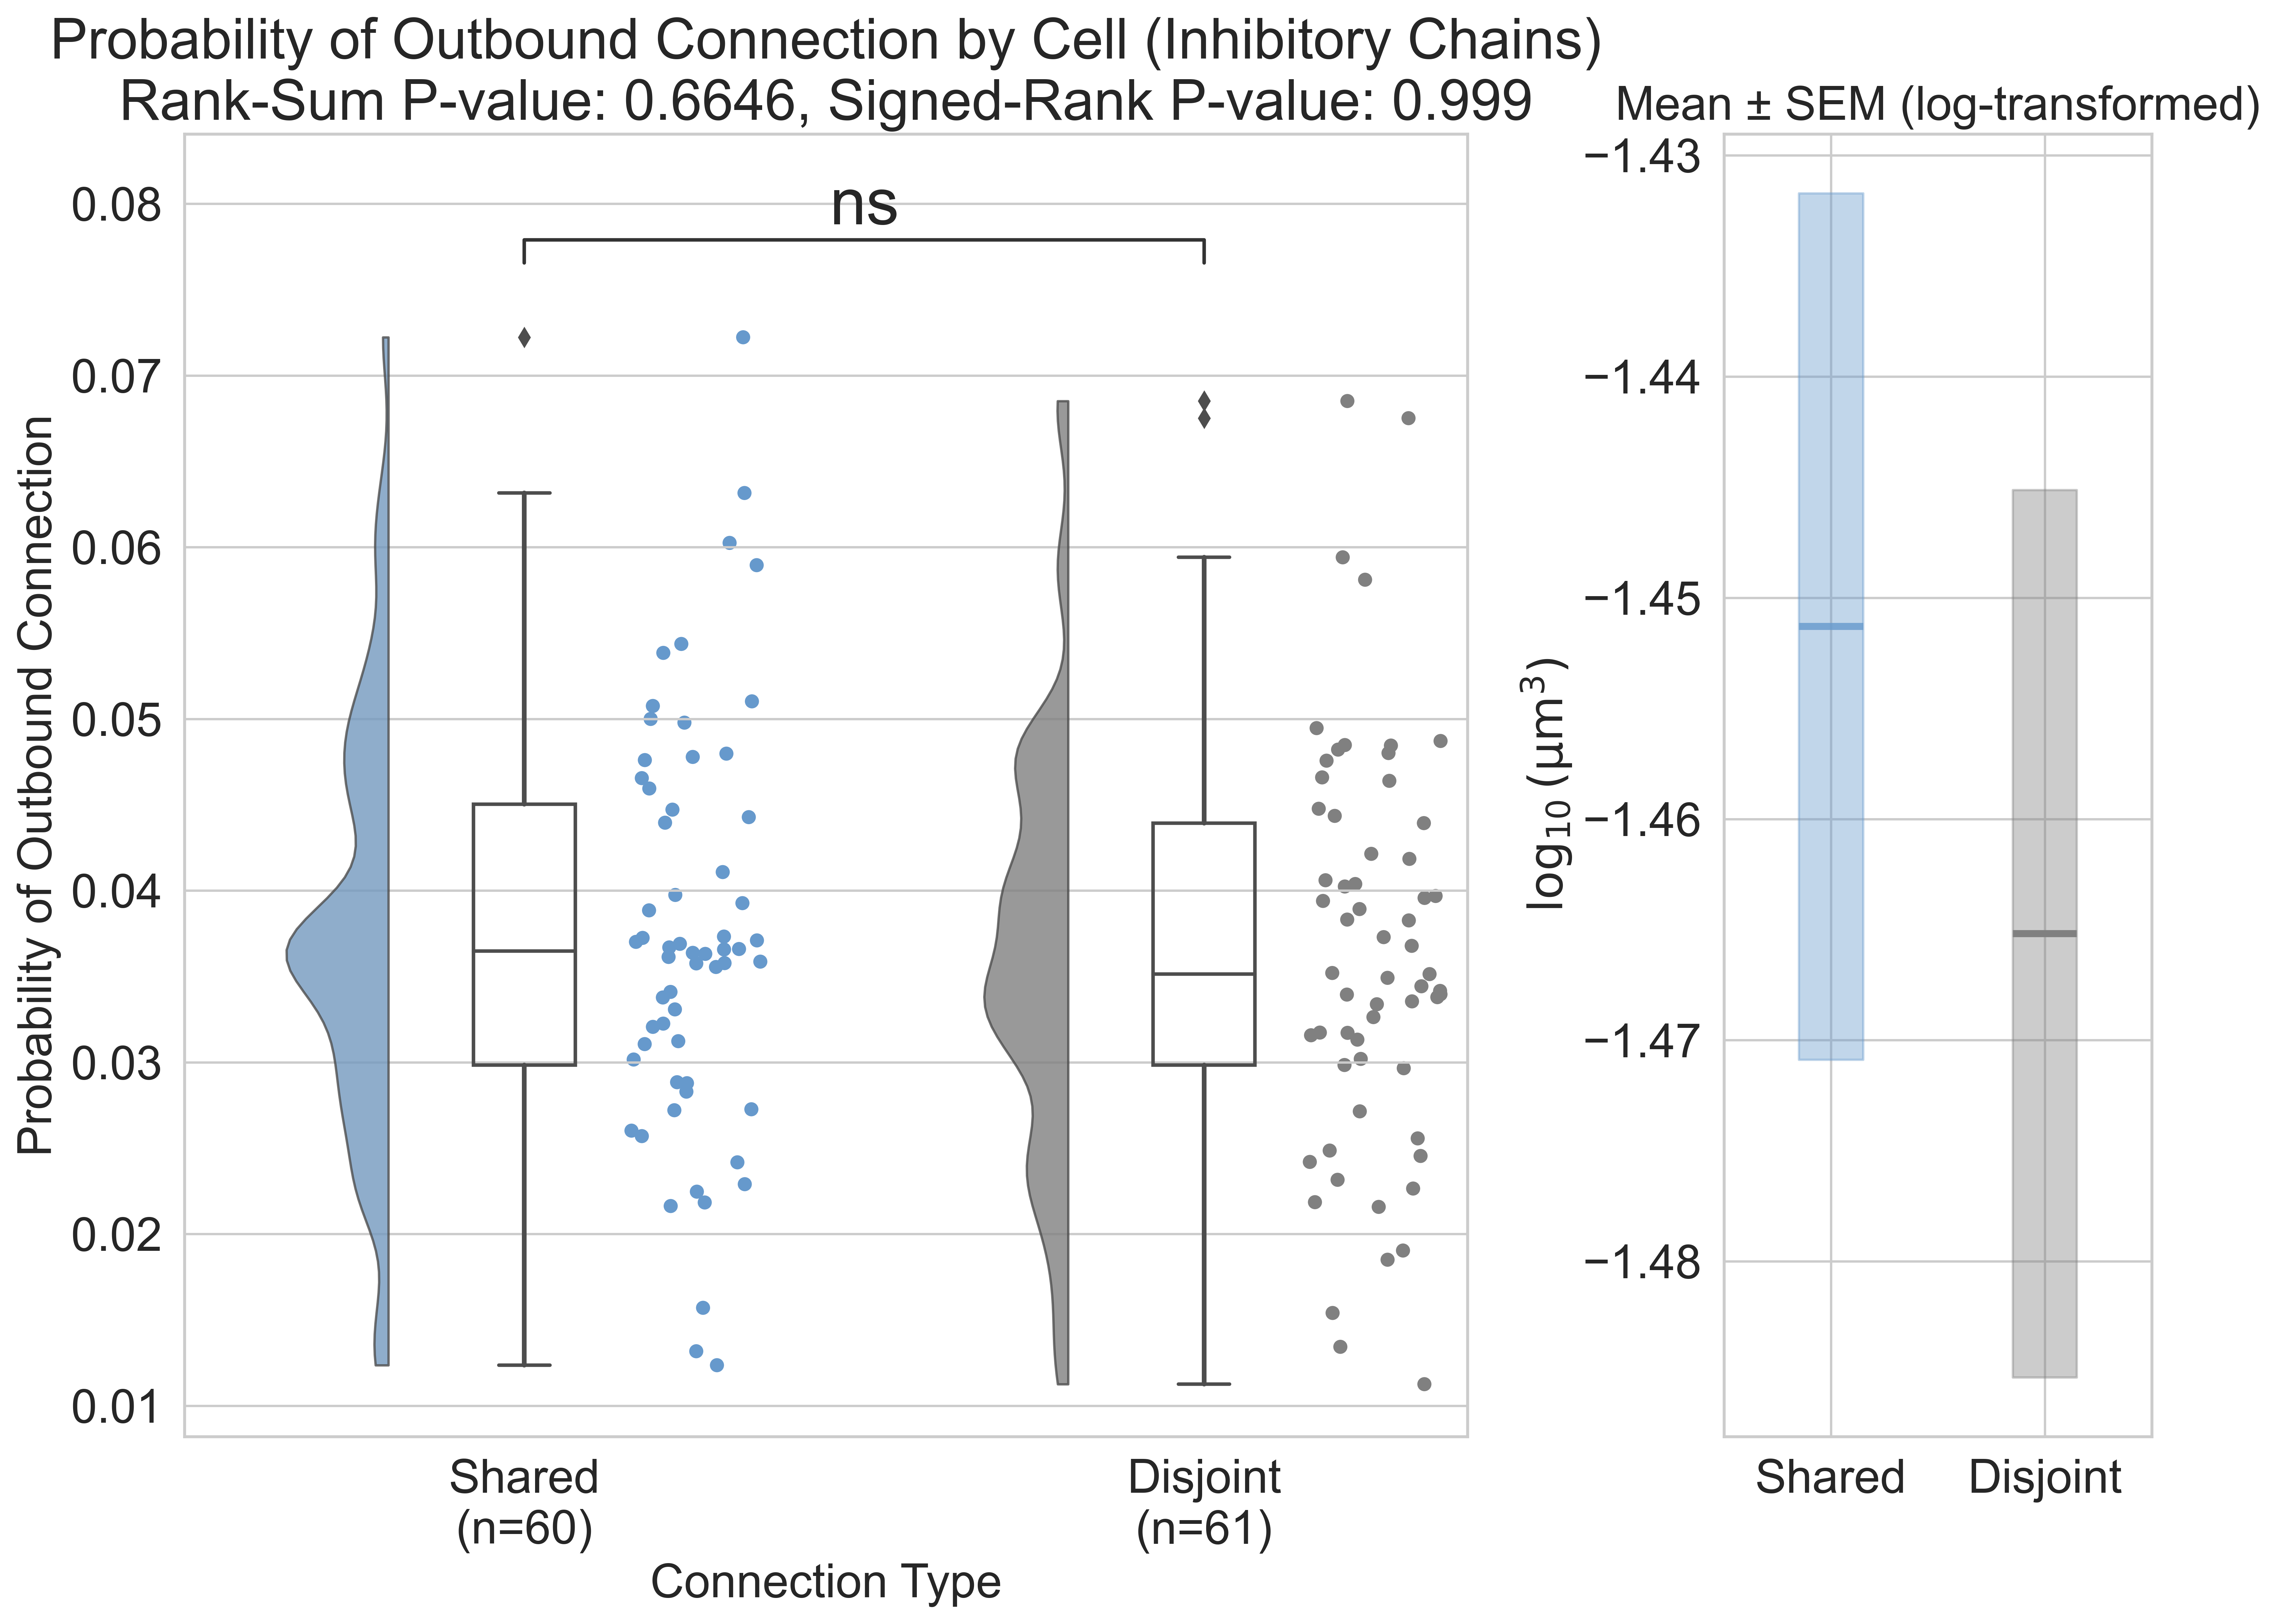 Probability of Outbound Connection by Cell (Inhibitory Chains)
Rank-Sum P-value: 0.6646, Signed-Rank P-value: 0.999
Mean ± SEM (log-transformed)
ns
0.08
0.07
0.06
0.05
0.04
0.03
0.02
0.01
Probability of Outbound Connection
Shared
(n=60)
Disjoint
(n=61)
Connection Type
−1.43
−1.44
−1.45
−1.46
−1.47
−1.48
log₁₀ (µm³)
Shared
Disjoint